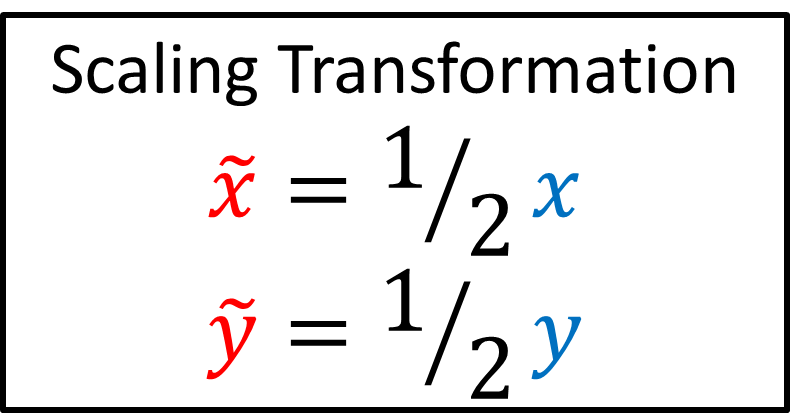 Scaling Transformation
x̃ = 1/2 x
ỹ = 1/2 y